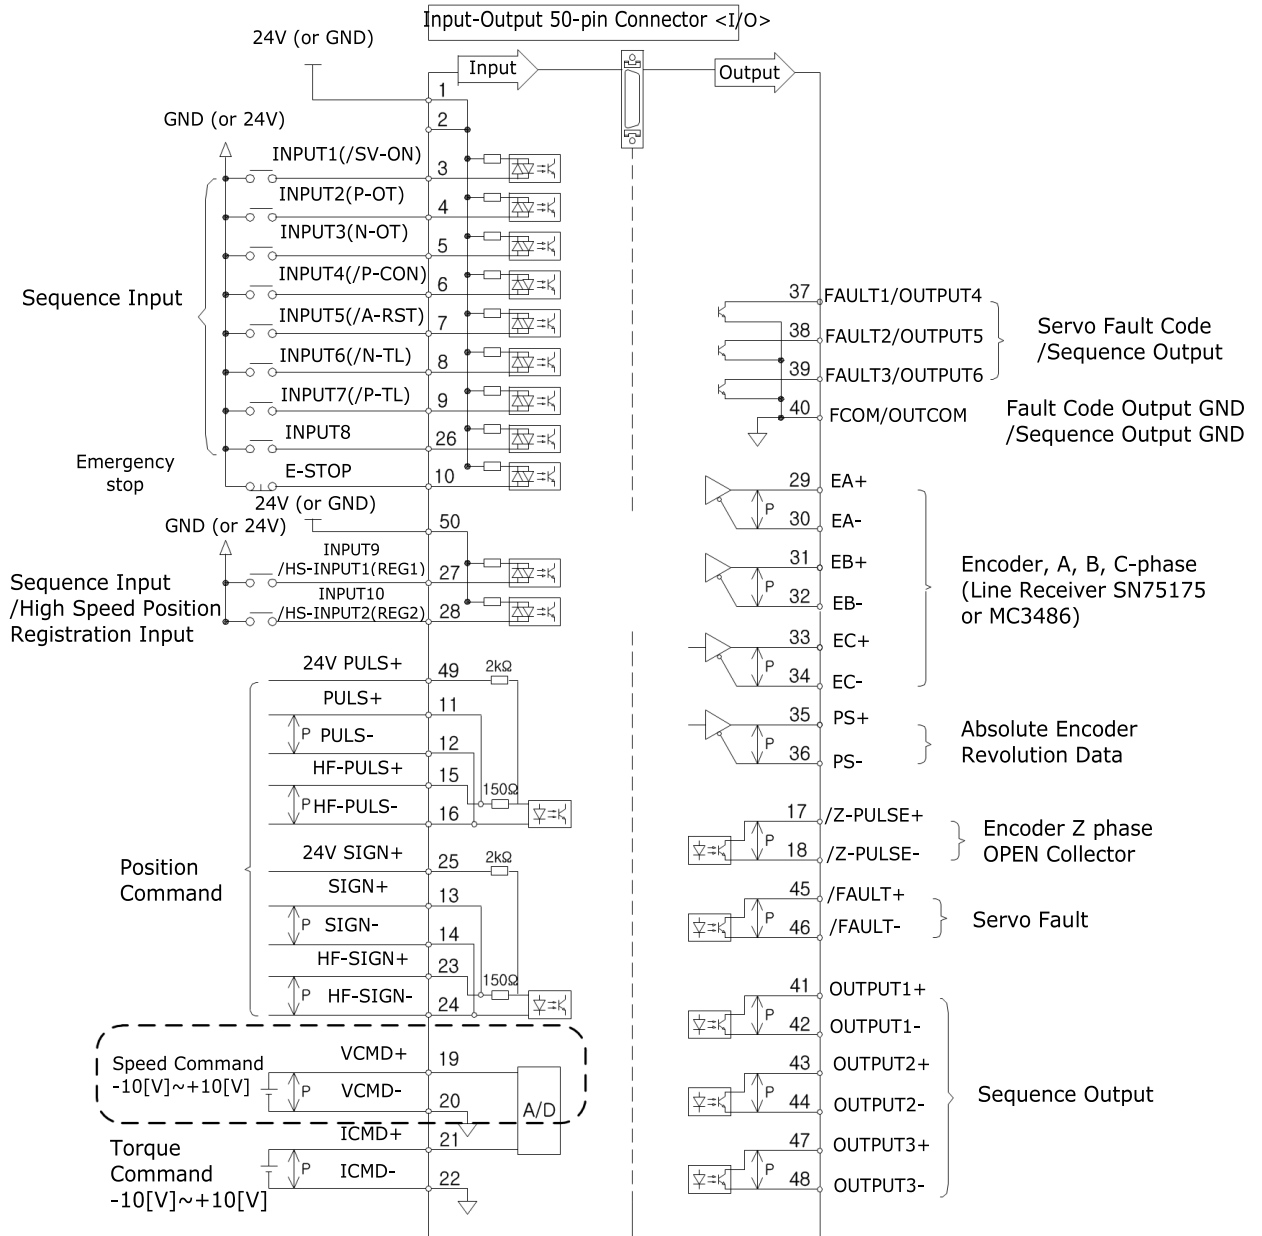 Input-Output 50-pin Connector <I/O>
24V (or GND)
Input
Output
1
GND (or 24V)
2
INPUT1(/SV-ON)
3
INPUT2(P-OT)
4
INPUT3(N-OT)
5
INPUT4(/P-CON)
6
Sequence Input
INPUT5(/A-RST)
7
INPUT6(/N-TL)
8
INPUT7(/P-TL)
9
INPUT8
26
Emergency
stop
E-STOP
10
24V (or GND)
GND (or 24V)
50
INPUT9
/HS-INPUT1(REG1)
27
INPUT10
/HS-INPUT2(REG2)
28
Sequence Input
/High Speed Position
Registration Input
24V PULS+
49
2kΩ
PULS+
11
P
PULS-
12
HF-PULS+
15
150Ω
P
HF-PULS-
16
Position
Command
24V SIGN+
25
2kΩ
SIGN+
13
P
SIGN-
14
HF-SIGN+
23
150Ω
P
HF-SIGN-
24
Speed Command
-10[V]~+10[V]
VCMD+
19
P
VCMD-
20
A/D
Torque
Command
-10[V]~+10[V]
ICMD+
21
P
ICMD-
22
37
FAULT1/OUTPUT4
38
FAULT2/OUTPUT5
39
FAULT3/OUTPUT6
Servo Fault Code
/Sequence Output
40
FCOM/OUTCOM
Fault Code Output GND
/Sequence Output GND
29
EA+
P
30
EA-
31
EB+
P
32
EB-
33
EC+
P
34
EC-
Encoder, A, B, C-phase
(Line Receiver SN75175
or MC3486)
35
PS+
P
36
PS-
Absolute Encoder
Revolution Data
17
/Z-PULSE+
P
18
/Z-PULSE-
Encoder Z phase
OPEN Collector
45
/FAULT+
P
46
/FAULT-
Servo Fault
41
OUTPUT1+
P
42
OUTPUT1-
43
OUTPUT2+
P
44
OUTPUT2-
Sequence Output
47
OUTPUT3+
P
48
OUTPUT3-